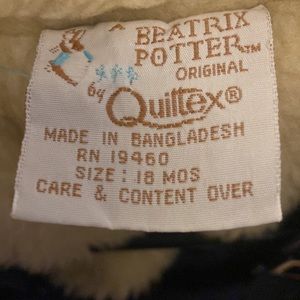 A BEATRIX
POTTER™
ORIGINAL
by Quiltex®
MADE IN BANGLADESH
RN 19460
SIZE: 18 MOS
CARE & CONTENT OVER